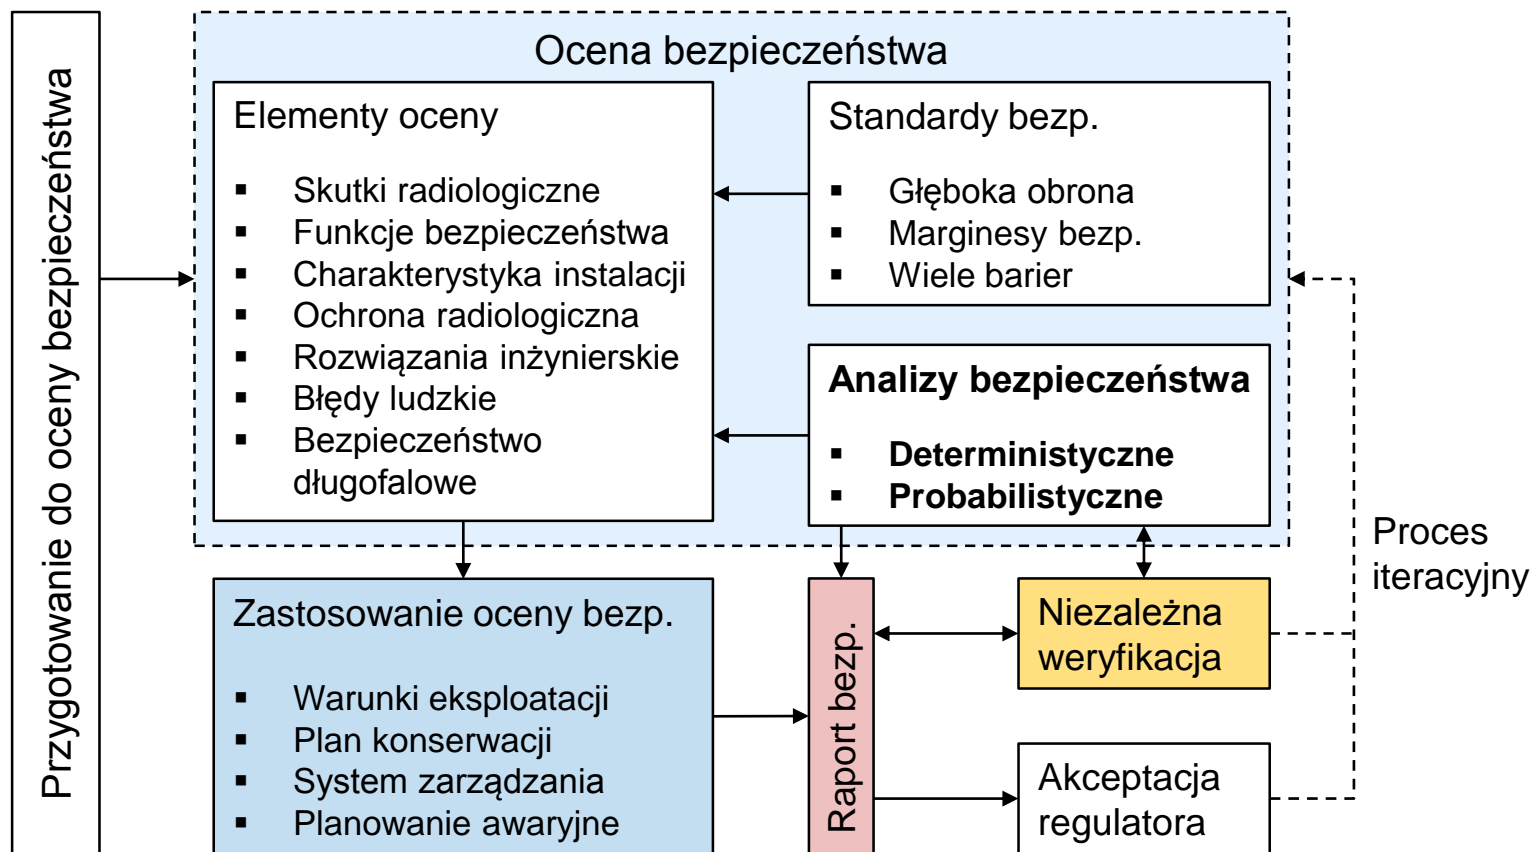 Przygotowanie do oceny bezpieczeństwa
Ocena bezpieczeństwa
Elementy oceny
▪ Skutki radiologiczne
▪ Funkcje bezpieczeństwa
▪ Charakterystyka instalacji
▪ Ochrona radiologiczna
▪ Rozwiązania inżynierskie
▪ Błędy ludzkie
▪ Bezpieczeństwo
długofalowe
Standardy bezp.
▪ Głęboka obrona
▪ Marginesy bezp.
▪ Wiele barier
Analizy bezpieczeństwa
▪ Deterministyczne
▪ Probabilistyczne
Zastosowanie oceny bezp.
▪ Warunki eksploatacji
▪ Plan konserwacji
▪ System zarządzania
▪ Planowanie awaryjne
Raport bezp.
Niezależna
weryfikacja
Akceptacja
regulatora
Proces
iteracyjny